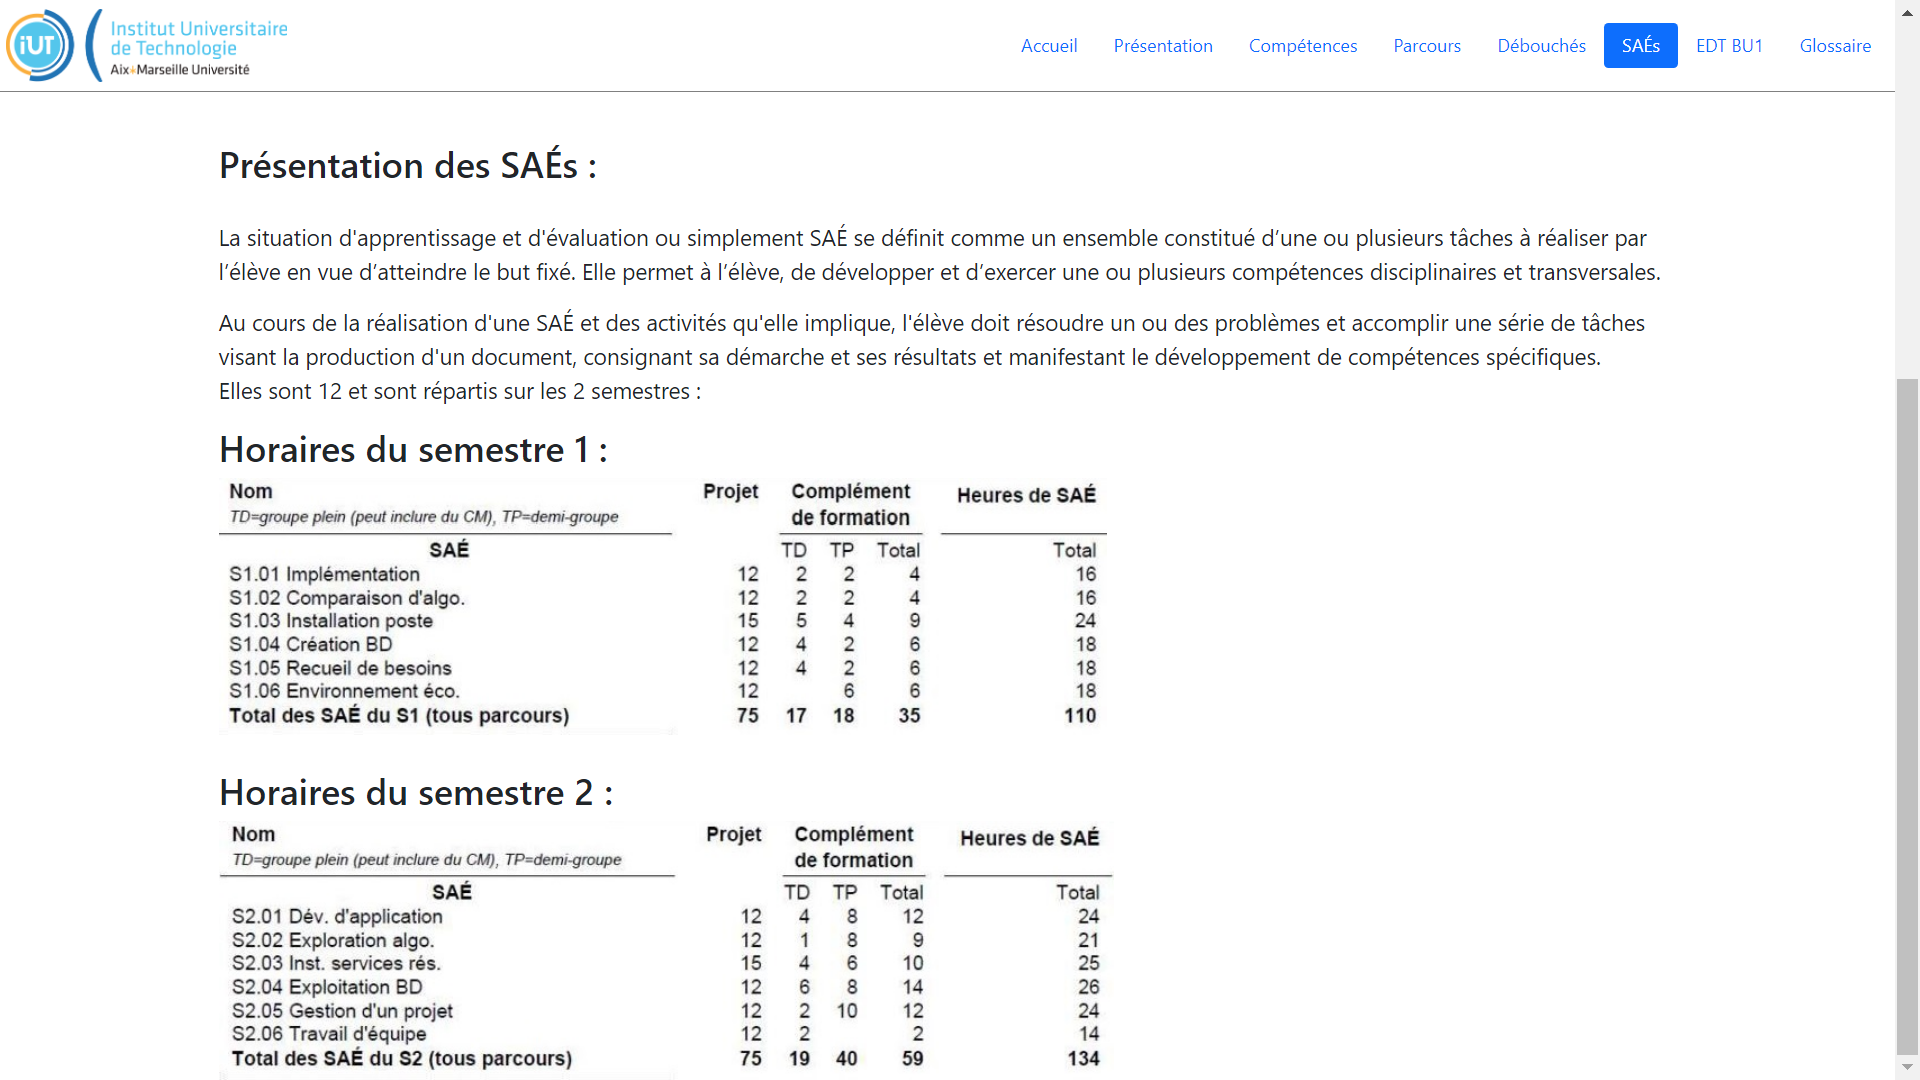 iUT
Institut Universitaire
de Technologie
Aix+Marseille Université
Accueil Présentation Compétences Parcours Débouchés SAÉs EDT BU1 Glossaire
Présentation des SAÉs :
La situation d'apprentissage et d'évaluation ou simplement SAÉ se définit comme un ensemble constitué d’une ou plusieurs tâches à réaliser par
l’élève en vue d’atteindre le but fixé. Elle permet à l’élève, de développer et d’exercer une ou plusieurs compétences disciplinaires et transversales.
Au cours de la réalisation d'une SAÉ et des activités qu'elle implique, l'élève doit résoudre un ou des problèmes et accomplir une série de tâches
visant la production d'un document, consignant sa démarche et ses résultats et manifestant le développement de compétences spécifiques.
Elles sont 12 et sont répartis sur les 2 semestres :
Horaires du semestre 1 :
Nom Projet Complément Heures de SAÉ
TD=groupe plein (peut inclure du CM), TP=demi-groupe de formation
SAÉ TD TP Total Total
S1.01 Implémentation 12 2 2 4 16
S1.02 Comparaison d'algo. 12 2 2 4 16
S1.03 Installation poste 15 5 4 9 24
S1.04 Création BD 12 4 2 6 18
S1.05 Recueil de besoins 12 4 2 6 18
S1.06 Environnement éco. 12 6 6 18
Total des SAÉ du S1 (tous parcours) 75 17 18 35 110
Horaires du semestre 2 :
Nom Projet Complément Heures de SAÉ
TD=groupe plein (peut inclure du CM), TP=demi-groupe de formation
SAÉ TD TP Total Total
S2.01 Dév. d'application 12 4 8 12 24
S2.02 Exploration algo. 12 1 8 9 21
S2.03 Inst. services rés. 15 4 6 10 25
S2.04 Exploitation BD 12 6 8 14 26
S2.05 Gestion d'un projet 12 2 10 12 24
S2.06 Travail d'équipe 12 2 2 14
Total des SAÉ du S2 (tous parcours) 75 19 40 59 134